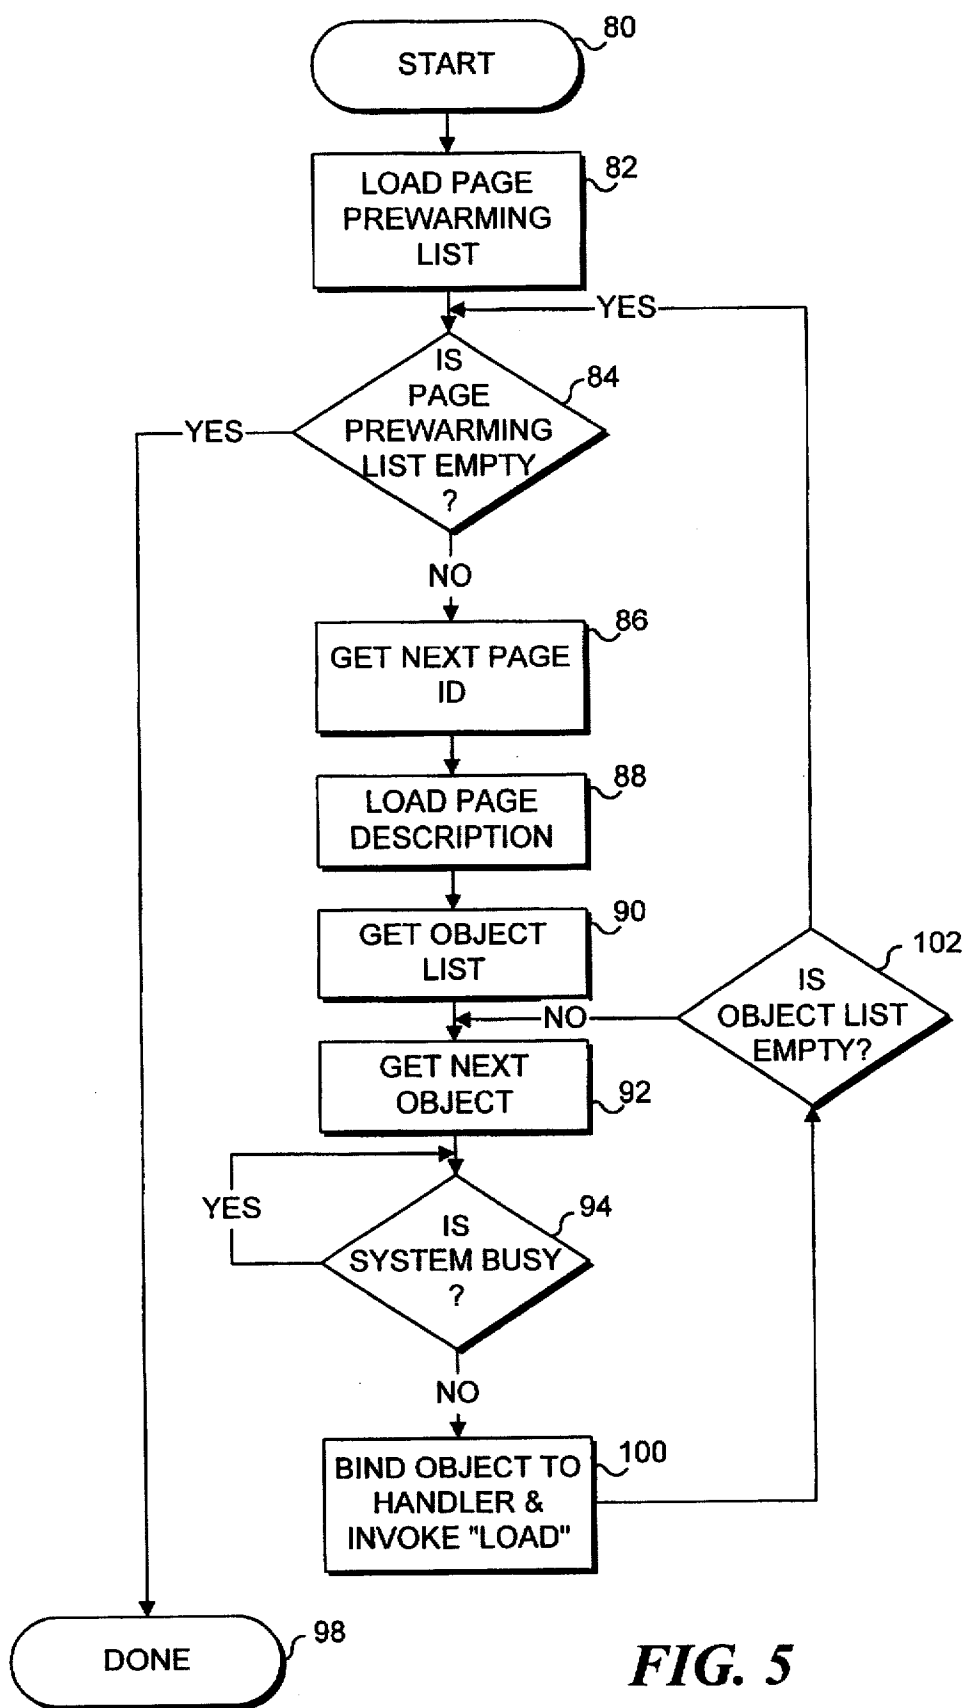 80
START
82
LOAD PAGE
PREWARMING
LIST
YES
IS
PAGE
PREWARMING
LIST EMPTY
?
84
YES
NO
86
GET NEXT PAGE
ID
88
LOAD PAGE
DESCRIPTION
90
GET OBJECT
LIST
102
IS
OBJECT LIST
EMPTY?
NO
GET NEXT
OBJECT
92
YES
94
IS
SYSTEM BUSY
?
NO
100
BIND OBJECT TO
HANDLER &
INVOKE "LOAD"
98
DONE
FIG. 5